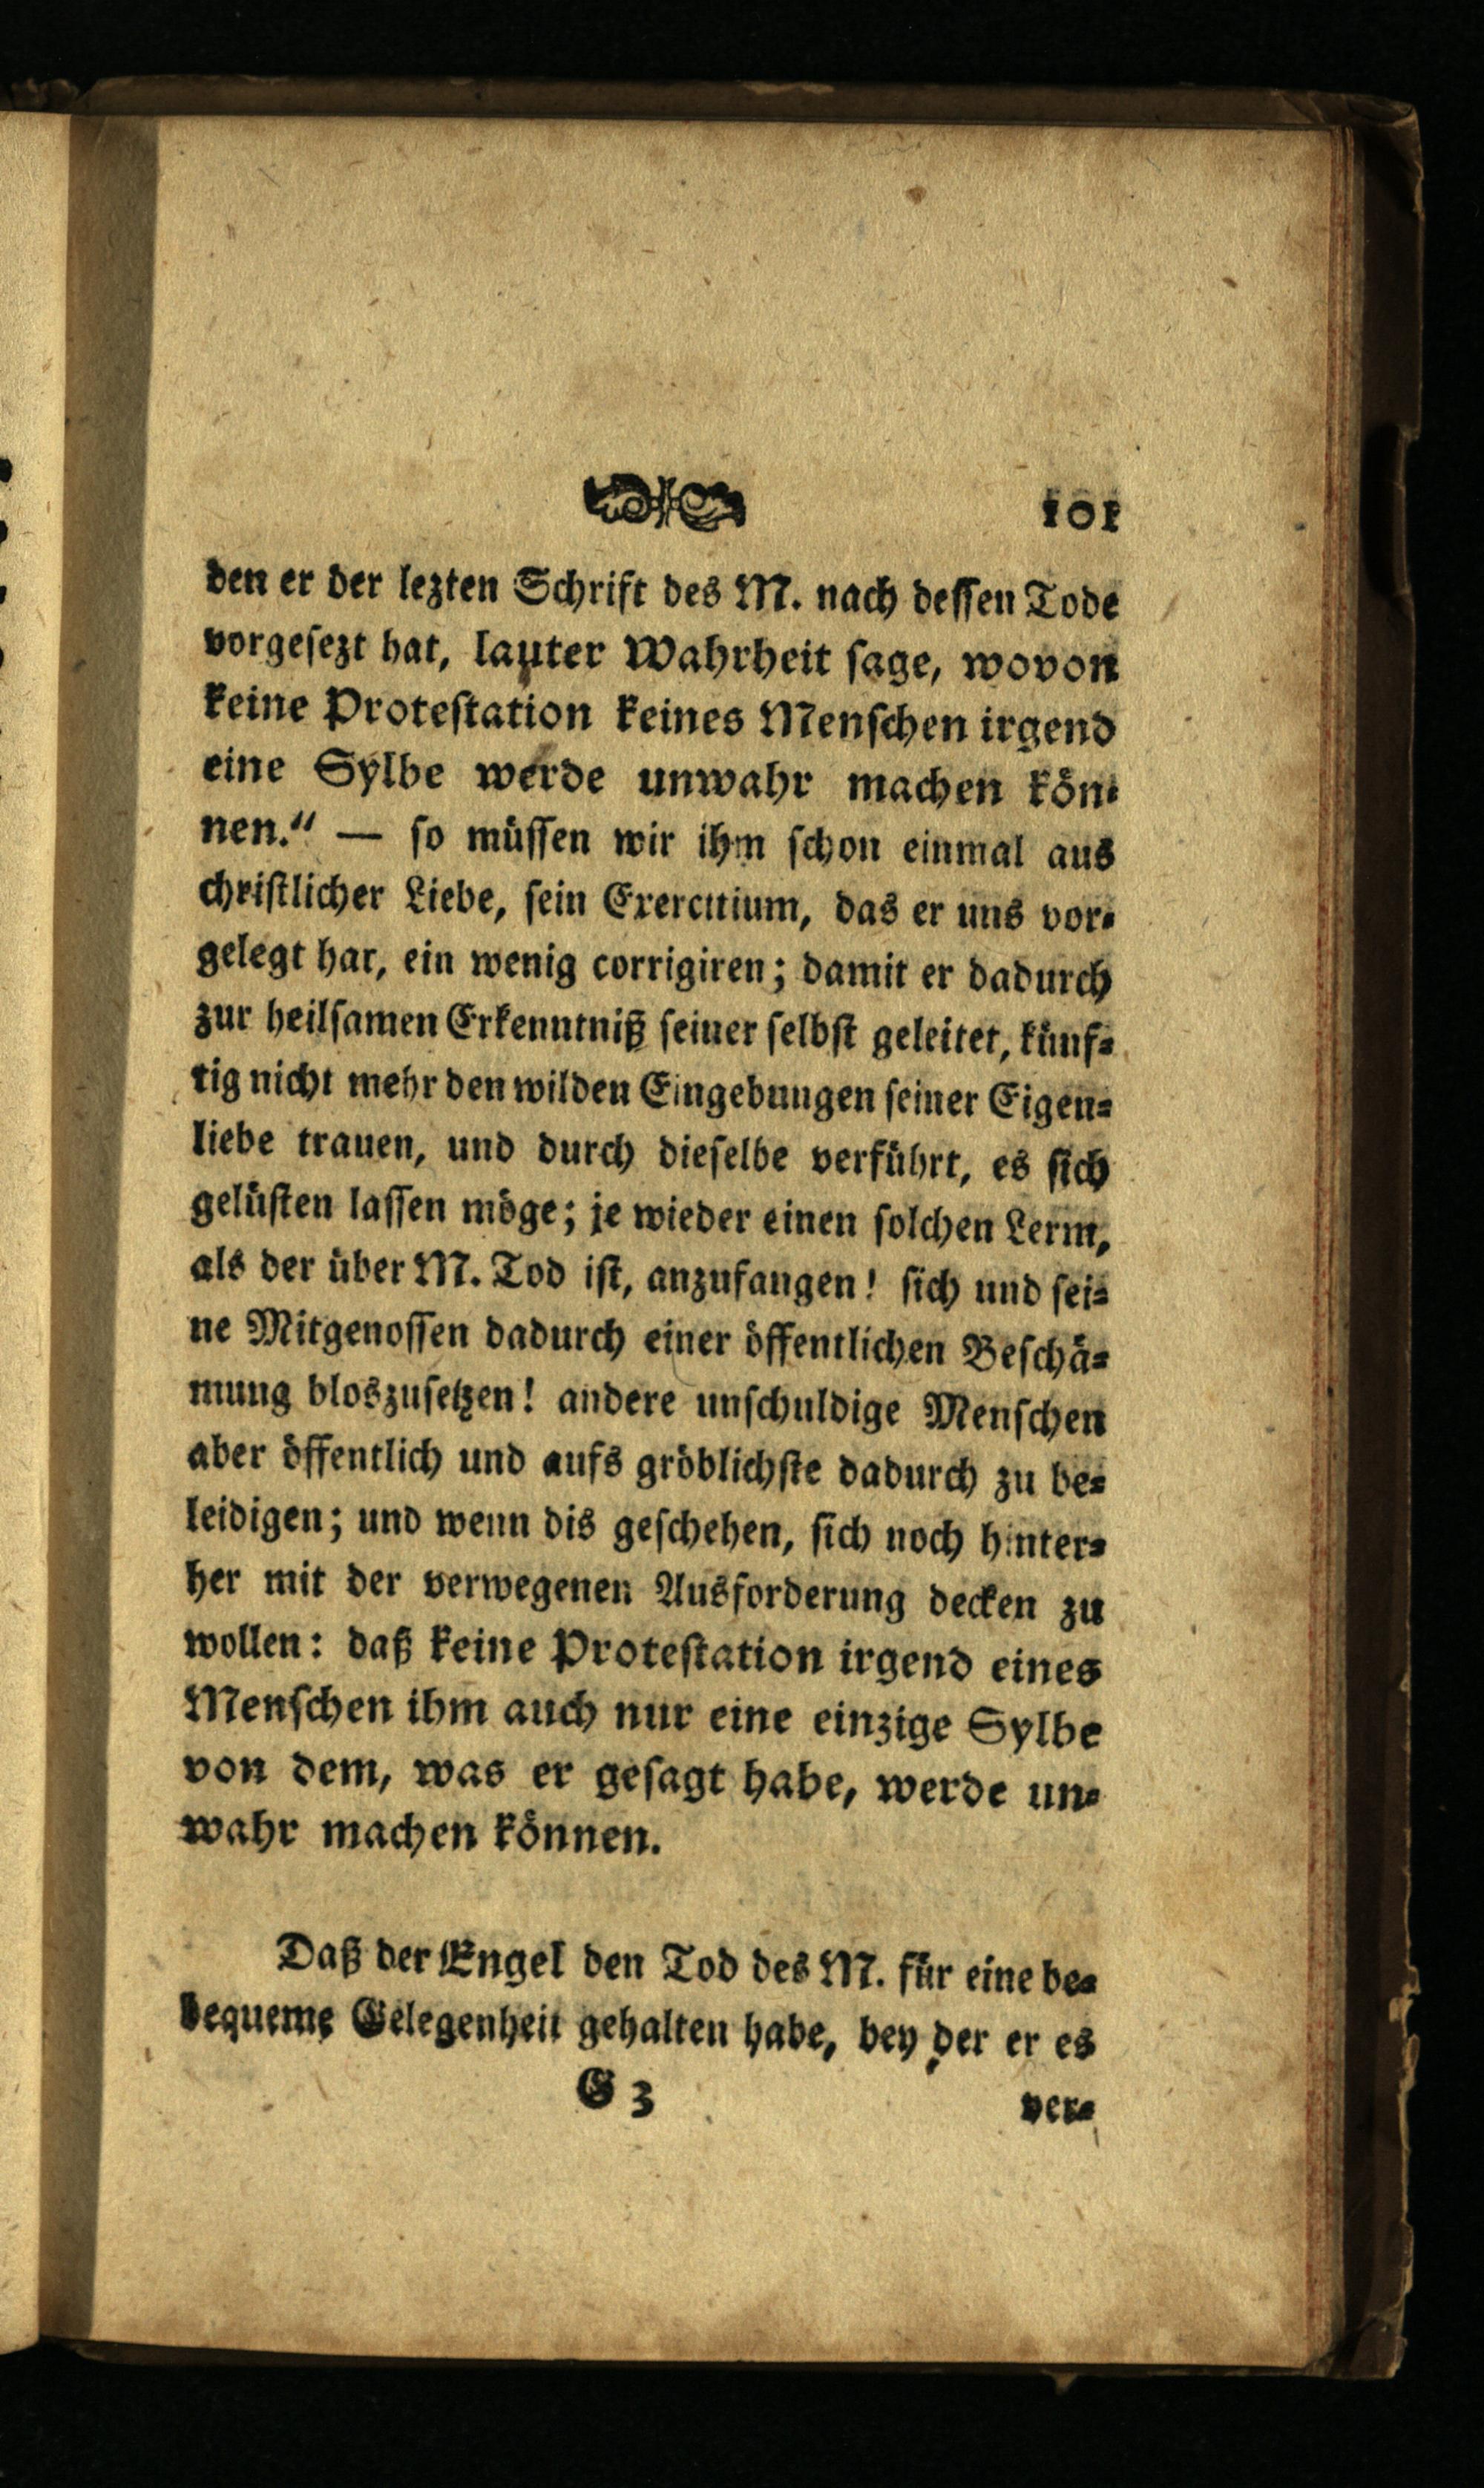 101
den er der lezten Schrift des M. nach dessen Tode
vorgesezt hat, lauter Wahrheit sage, wovon
keine Protestation keines Menschen irgend
eine Sylbe werde unwahr machen kön-
nen.“ — so müssen wir ihm schon einmal aus
christlicher Liebe, sein Exercitium, das er uns vor-
gelegt hat, ein wenig corrigiren; damit er dadurch
zur heilsamen Erkenntniß seiner selbst geleitet, künf-
tig nicht mehr den wilden Eingebungen seiner Eigen-
liebe trauen, und durch dieselbe verführt, es sich
gelüsten lassen möge; je wieder einen solchen Lerm,
als der über M. Tod ist, anzufangen! sich und sei-
ne Mitgenossen dadurch einer öffentlichen Beschä-
mung bloszusetzen! andere unschuldige Menschen
aber öffentlich und aufs gröblichste dadurch zu be-
leidigen; und wenn dis geschehen, sich noch hinter-
her mit der verwegenen Ausforderung decken zu
wollen: daß keine Protestation irgend eines
Menschen ihm auch nur eine einzige Sylbe
von dem, was er gesagt habe, werde un-
wahr machen können.
Daß der Engel den Tod des M. für eine be-
bequeme Gelegenheit gehalten habe, bey der er es
G 3
ver-